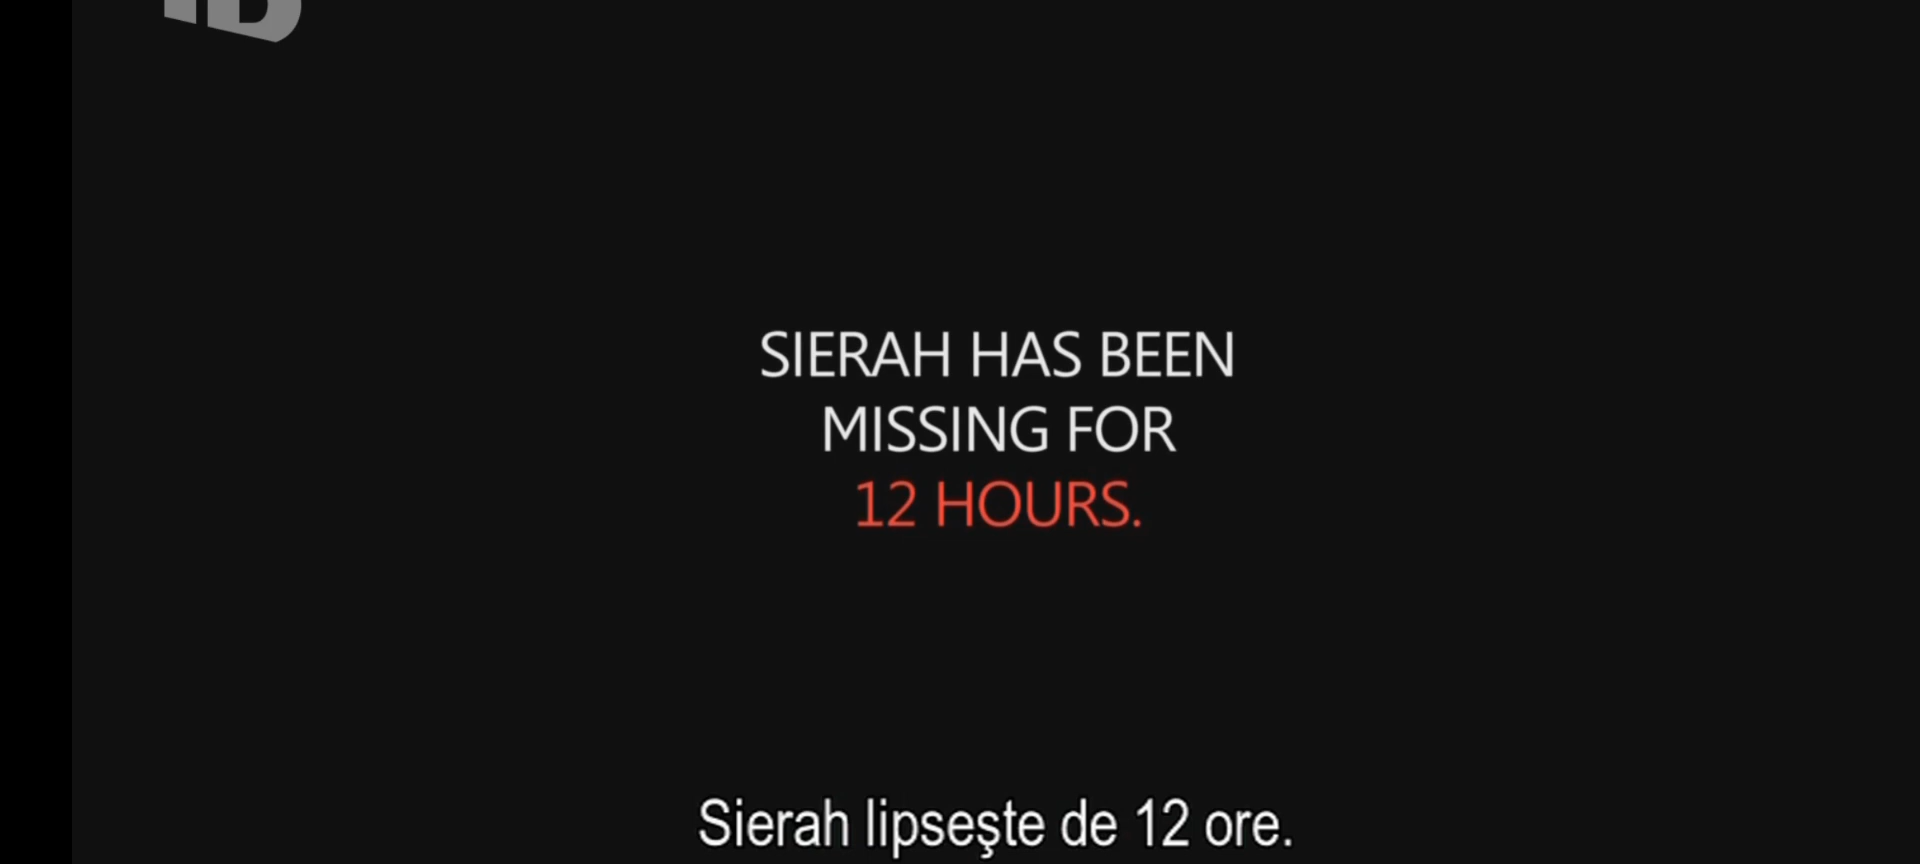 SIERAH HAS BEEN
MISSING FOR
12 HOURS.
Sierah lipseşte de 12 ore.